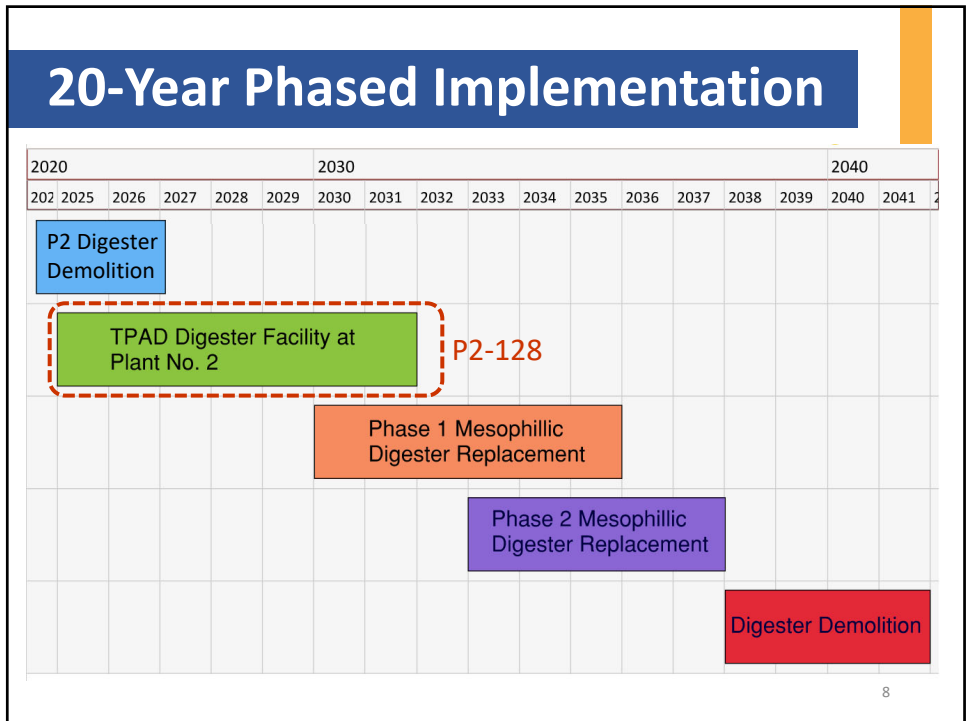 20-Year Phased Implementation
2020 2030 2040
202 2025 2026 2027 2028 2029 2030 2031 2032 2033 2034 2035 2036 2037 2038 2039 2040 2041 2
P2 Digester
Demolition
TPAD Digester Facility at
Plant No. 2
P2-128
Phase 1 Mesophillic
Digester Replacement
Phase 2 Mesophillic
Digester Replacement
Digester Demolition
8